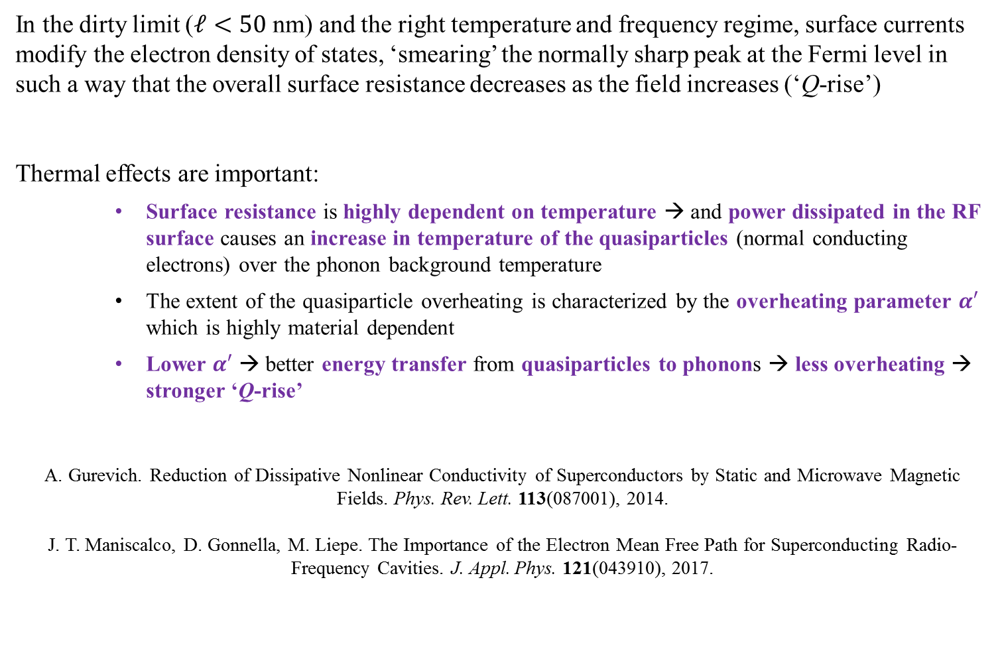 In the dirty limit (ℓ < 50 nm) and the right temperature and frequency regime, surface currents
modify the electron density of states, ‘smearing’ the normally sharp peak at the Fermi level in
such a way that the overall surface resistance decreases as the field increases (‘Q-rise’)
Thermal effects are important:
• Surface resistance is highly dependent on temperature → and power dissipated in the RF
surface causes an increase in temperature of the quasiparticles (normal conducting
electrons) over the phonon background temperature
• The extent of the quasiparticle overheating is characterized by the overheating parameter α′
which is highly material dependent
• Lower α′ → better energy transfer from quasiparticles to phonons → less overheating →
stronger ‘Q-rise’
A. Gurevich. Reduction of Dissipative Nonlinear Conductivity of Superconductors by Static and Microwave Magnetic
Fields. Phys. Rev. Lett. 113(087001), 2014.
J. T. Maniscalco, D. Gonnella, M. Liepe. The Importance of the Electron Mean Free Path for Superconducting Radio-
Frequency Cavities. J. Appl. Phys. 121(043910), 2017.